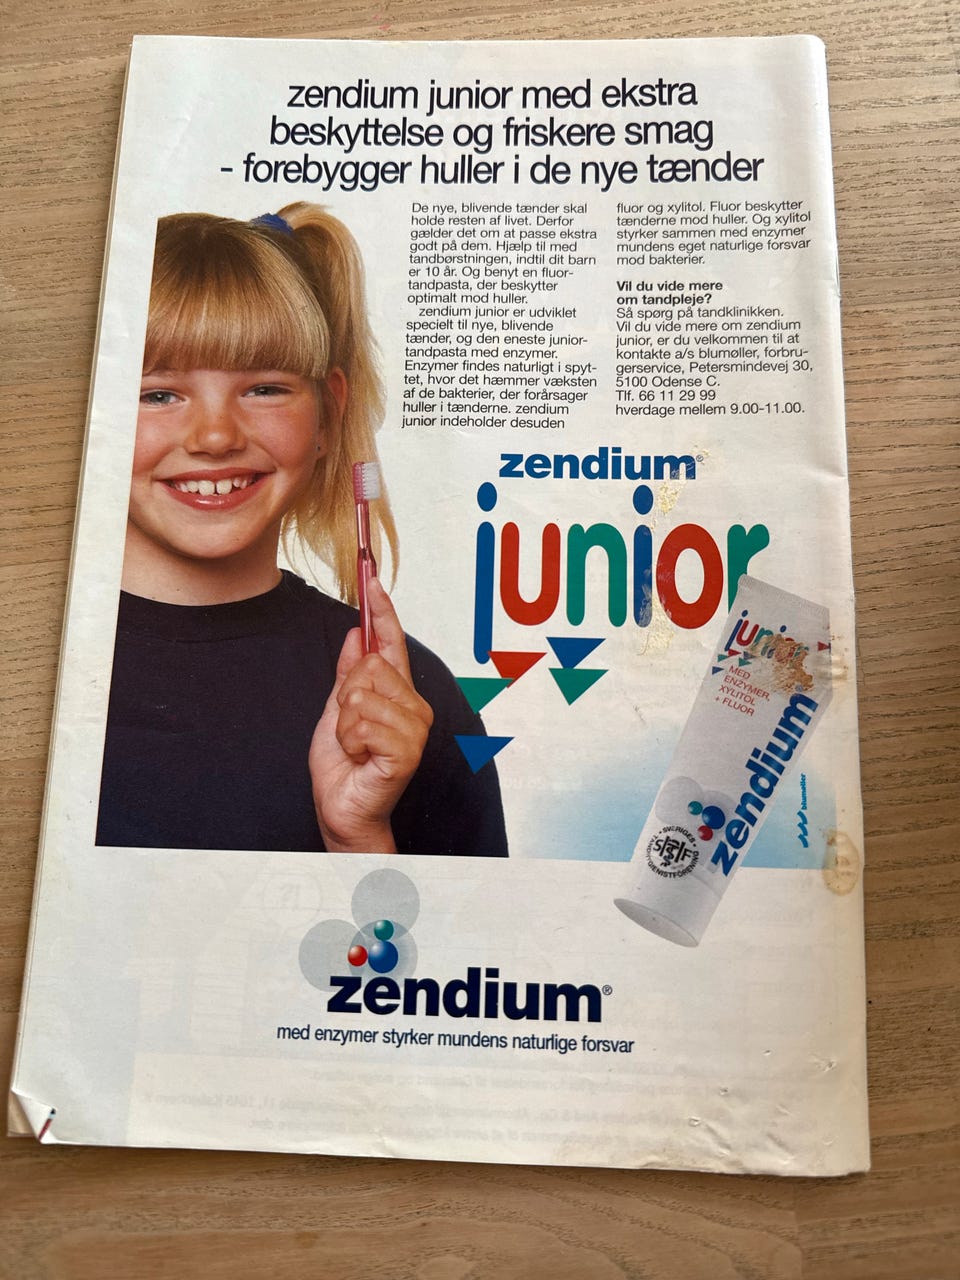 zendium junior med ekstra
beskyttelse og friskere smag
- forebygger huller i de nye tænder
De nye, blivende tænder skal
holde resten af livet. Derfor
gælder det om at passe ekstra
godt på dem. Hjælp til med
tandbørstningen, indtil dit barn
er 10 år. Og benyt en fluor-
tandpasta, der beskytter
optimalt mod huller.
zendium junior er udviklet
specielt til nye, blivende
tænder, og den eneste junior-
tandpasta med enzymer.
Enzymer findes naturligt i spyt-
tet, hvor det hæmmer væksten
af de bakterier, der forårsager
huller i tænderne. zendium
junior indeholder desuden
fluor og xylitol. Fluor beskytter
tænderne mod huller. Og xylitol
styrker sammen med enzymer
mundens eget naturlige forsvar
mod bakterier.
Vil du vide mere
om tandpleje?
Så spørg på tandklinikken.
Vil du vide mere om zendium
junior, er du velkommen til at
kontakte a/s blumøller, forbru-
gerservice, Petersmindevej 30,
5100 Odense C.
Tlf. 66 11 29 99
hverdage mellem 9.00-11.00.
zendium®
junior
junior
MED
ENZYMER,
XYLITOL
+ FLUOR
zendium®
SVERIGES
TANDHYGIENISTFÖRENING
STHF
blumøller
zendium®
med enzymer styrker mundens naturlige forsvar